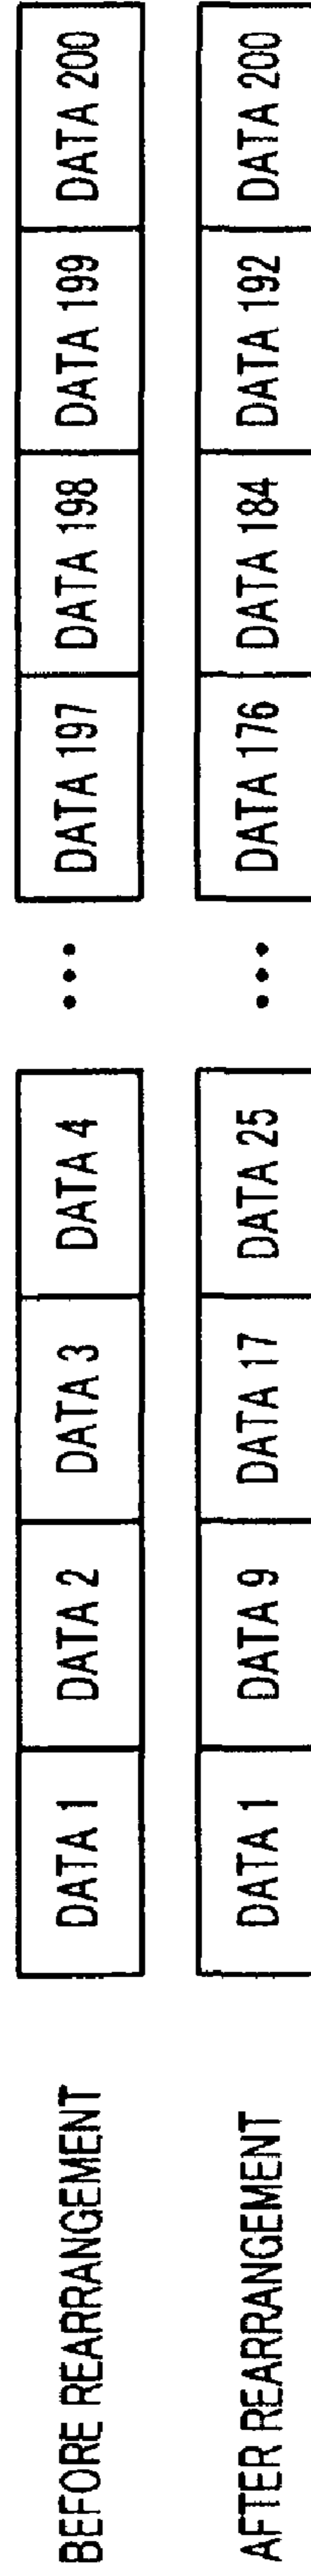 BEFORE REARRANGEMENT DATA 1 DATA 2 DATA 3 DATA 4 ••• DATA 197 DATA 198 DATA 199 DATA 200
AFTER REARRANGEMENT DATA 1 DATA 9 DATA 17 DATA 25 ••• DATA 176 DATA 184 DATA 192 DATA 200